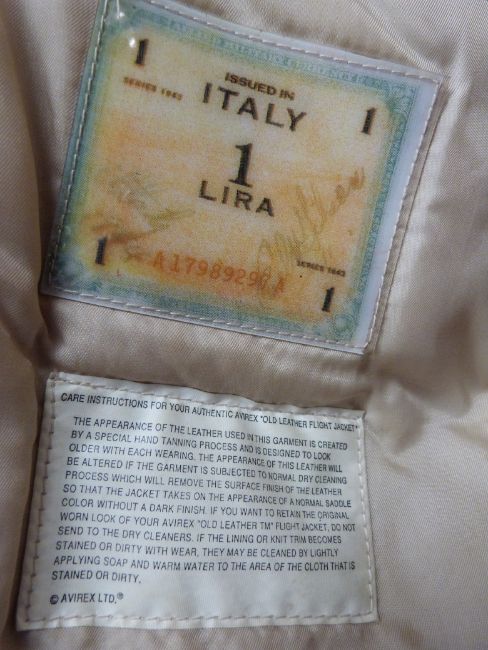 1
ISSUED IN
SERIES 1943
ITALY
1
1
LIRA
SERIES 1943
A 17989297 A
1
1
CARE INSTRUCTIONS FOR YOUR AUTHENTIC AVIREX "OLD LEATHER FLIGHT JACKET"
THE APPEARANCE OF THE LEATHER USED IN THIS GARMENT IS CREATED
BY A SPECIAL HAND TANNING PROCESS AND IS DESIGNED TO LOOK
OLDER WITH EACH WEARING. THE APPEARANCE OF THIS LEATHER WILL
BE ALTERED IF THE GARMENT IS SUBJECTED TO NORMAL DRY CLEANING
PROCESS WHICH WILL REMOVE THE SURFACE FINISH OF THE LEATHER
SO THAT THE JACKET TAKES ON THE APPEARANCE OF A NORMAL SADDLE
COLOR WITHOUT A DARK FINISH. IF YOU WANT TO RETAIN THE ORIGINAL
WORN LOOK OF YOUR AVIREX "OLD LEATHER TM" FLIGHT JACKET, DO NOT
SEND TO THE DRY CLEANERS. IF THE LINING OR KNIT TRIM BECOMES
STAINED OR DIRTY WITH WEAR, THEY MAY BE CLEANED BY LIGHTLY
APPLYING SOAP AND WARM WATER TO THE AREA OF THE CLOTH THAT IS
STAINED OR DIRTY.
© AVIREX LTD.®